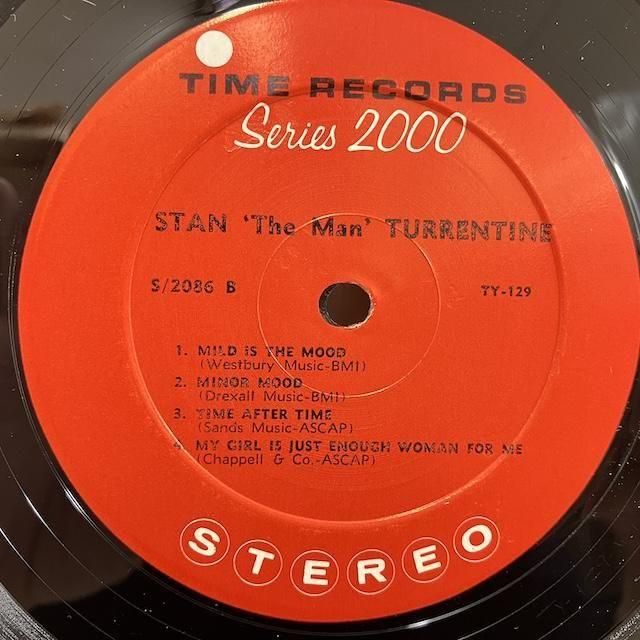 TIME RECORDS
Series 2000
STAN 'The Man' TURRENTINE
S/2086 B TY-129
1. MILD IS THE MOOD
(Westbury Music-BMI)
2. MINOR MOOD
(Drexall Music-BMI)
3. TIME AFTER TIME
(Sands Music-ASCAP)
4. MY GIRL IS JUST ENOUGH WOMAN FOR ME
(Chappell & Co.-ASCAP)
STEREO